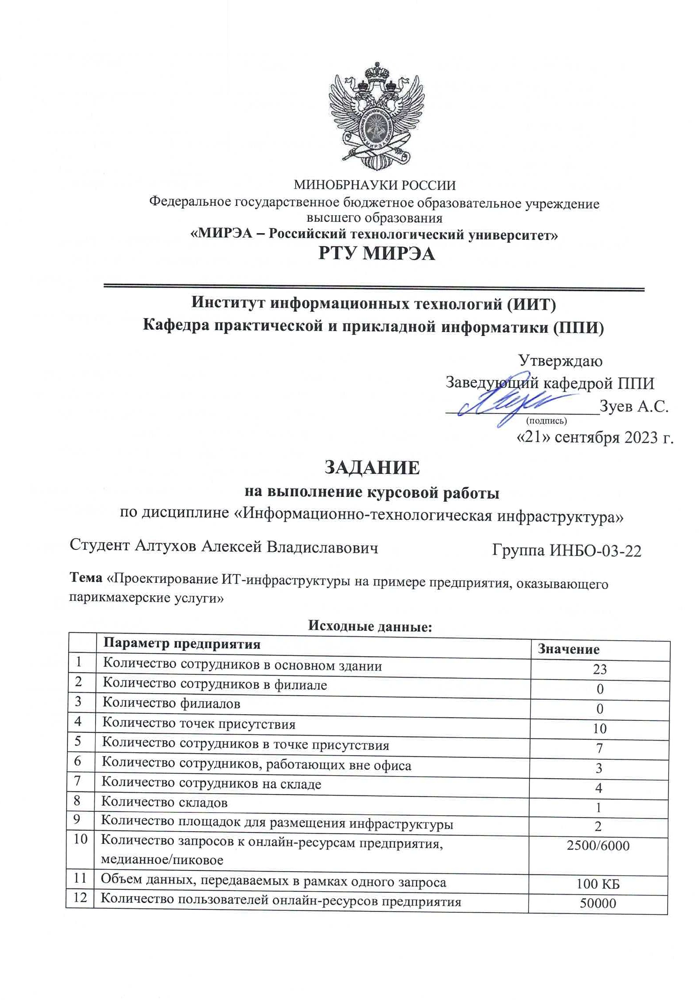 МИНОБРНАУКИ РОССИИ
Федеральное государственное бюджетное образовательное учреждение
высшего образования
«МИРЭА – Российский технологический университет»
РТУ МИРЭА
Институт информационных технологий (ИИТ)
Кафедра практической и прикладной информатики (ППИ)
Утверждаю
Заведующий кафедрой ППИ
Зуев А.С.
(подпись)
«21» сентября 2023 г.
ЗАДАНИЕ
на выполнение курсовой работы
по дисциплине «Информационно-технологическая инфраструктура»
Студент Алтухов Алексей Владиславович Группа ИНБО-03-22
Тема «Проектирование ИТ-инфраструктуры на примере предприятия, оказывающего
парикмахерские услуги»
Исходные данные:
Параметр предприятия Значение
1 Количество сотрудников в основном здании 23
2 Количество сотрудников в филиале 0
3 Количество филиалов 0
4 Количество точек присутствия 10
5 Количество сотрудников в точке присутствия 7
6 Количество сотрудников, работающих вне офиса 3
7 Количество сотрудников на складе 4
8 Количество складов 1
9 Количество площадок для размещения инфраструктуры 2
10 Количество запросов к онлайн-ресурсам предприятия, 2500/6000
медианное/пиковое
11 Объем данных, передаваемых в рамках одного запроса 100 КБ
12 Количество пользователей онлайн-ресурсов предприятия 50000